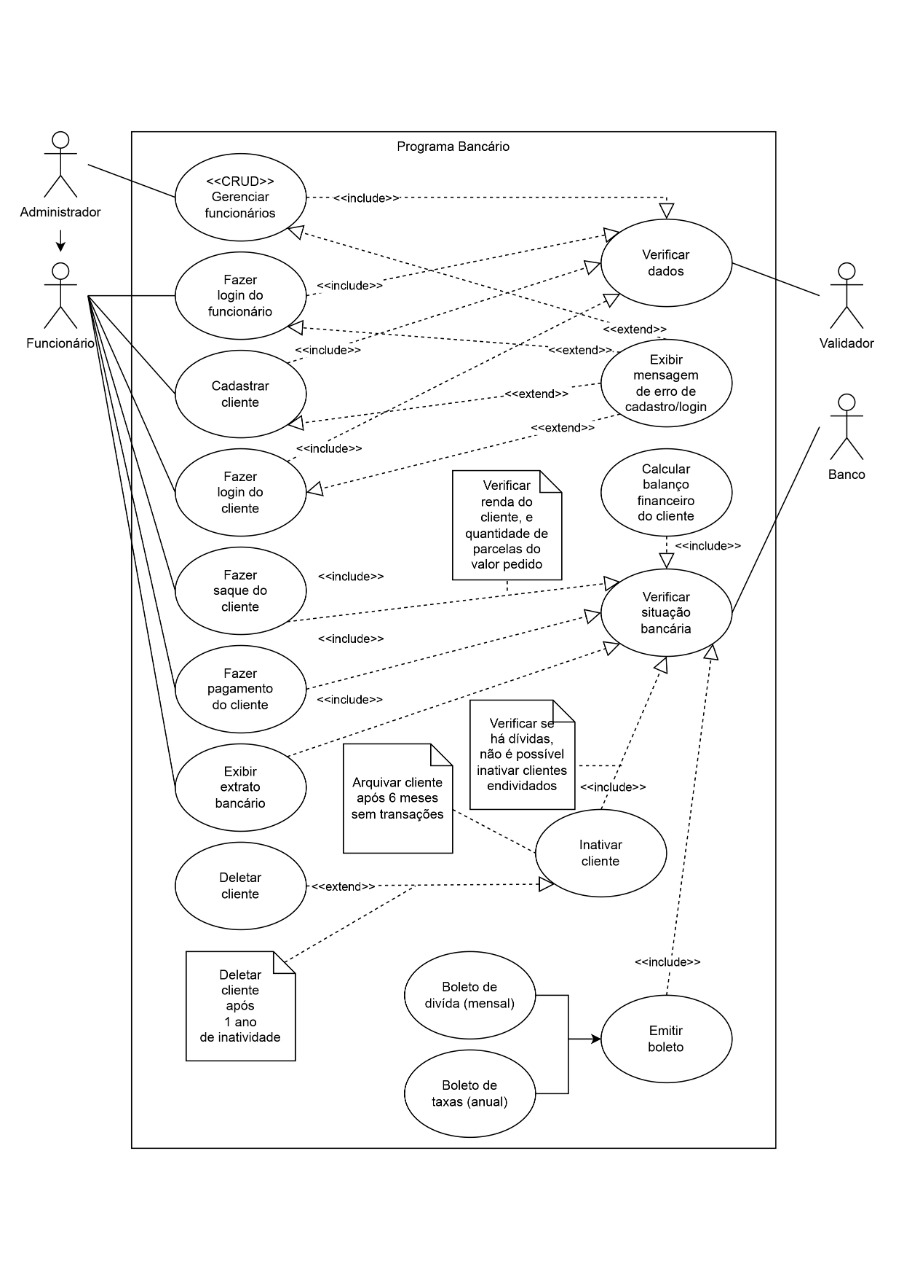 Programa Bancário
Administrador
Funcionário
Validador
Banco
<<CRUD>>
Gerenciar
funcionários
<<include>>
Verificar
dados
Fazer
login do
funcionário
<<include>>
<<extend>>
<<include>>
<<extend>>
Exibir
mensagem
de erro de
cadastro/login
Cadastrar
cliente
<<extend>>
<<extend>>
<<include>>
Fazer
login do
cliente
Verificar
renda do
cliente, e
quantidade de
parcelas do
valor pedido
Calcular
balanço
financeiro
do cliente
<<include>>
Fazer
saque do
cliente
<<include>>
Verificar
situação
bancária
<<include>>
Fazer
pagamento
do cliente
<<include>>
Verificar se
há dívidas,
não é possível
inativar clientes
endividados
<<include>>
Exibir
extrato
bancário
Arquivar cliente
após 6 meses
sem transações
Inativar
cliente
Deletar
cliente
<<extend>>
Deletar
cliente
após
1 ano
de inatividade
<<include>>
Boleto de
divída (mensal)
Emitir
boleto
Boleto de
taxas (anual)